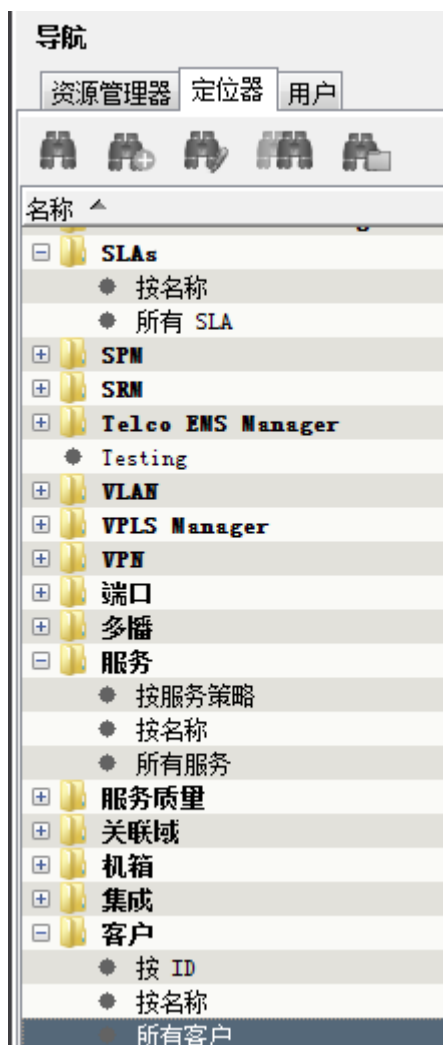 导航
资源管理器 定位器 用户
名称
SLAs
按名称
所有 SLA
SPM
SRM
Telco EMS Manager
Testing
VLAN
VPLS Manager
VPN
端口
多播
服务
按服务策略
按名称
所有服务
服务质量
关联域
机箱
集成
客户
按 ID
按名称
所有客户